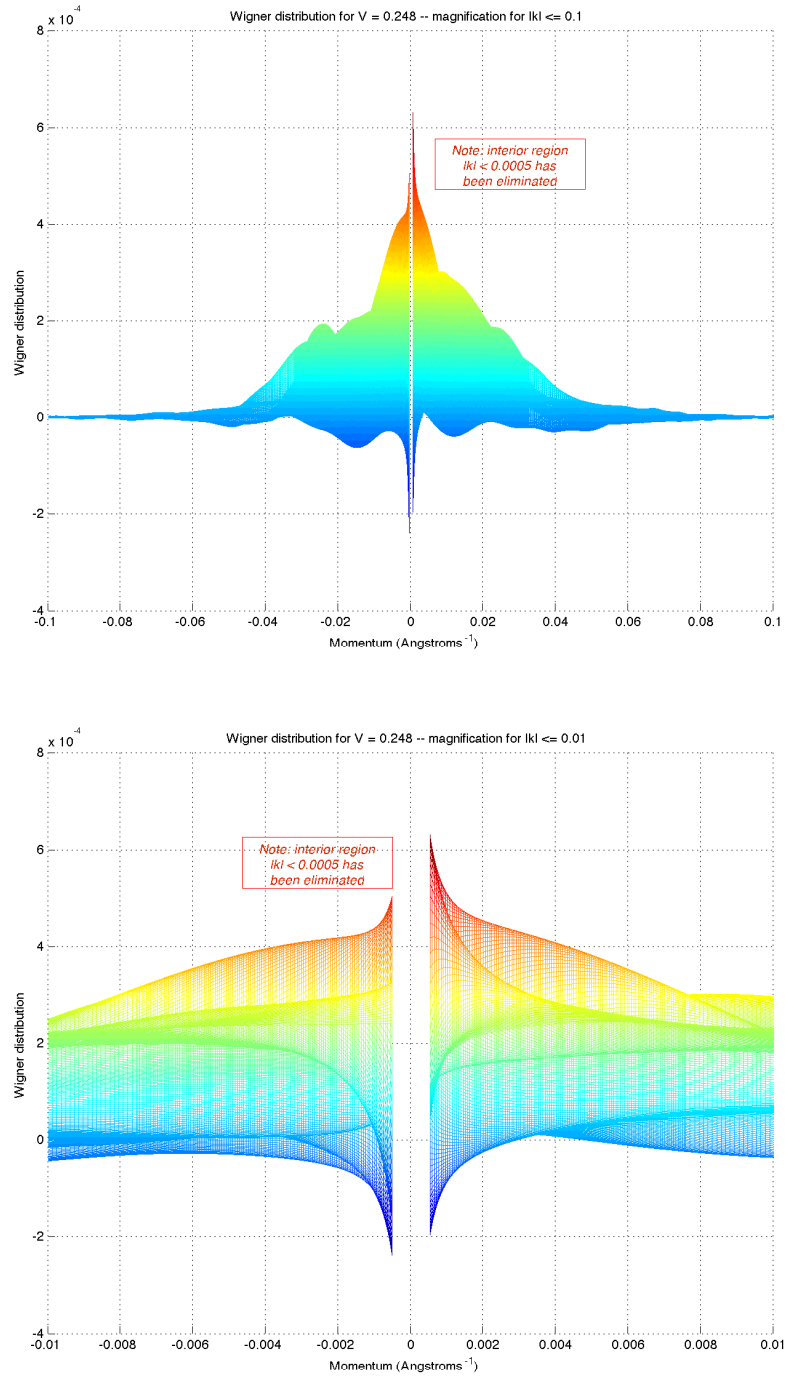 Wigner distribution for V = 0.248 -- magnification for |k| <= 0.1
x 10^-4
8
6
Note: interior region
|k| < 0.0005 has
been eliminated
4
2
0
-2
-4
Wigner distribution
-0.1 -0.08 -0.06 -0.04 -0.02 0 0.02 0.04 0.06 0.08 0.1
Momentum (Angstroms^-1)
Wigner distribution for V = 0.248 -- magnification for |k| <= 0.01
x 10^-4
8
6
Note: interior region
|k| < 0.0005 has
been eliminated
4
2
0
-2
-4
Wigner distribution
-0.01 -0.008 -0.006 -0.004 -0.002 0 0.002 0.004 0.006 0.008 0.01
Momentum (Angstroms^-1)